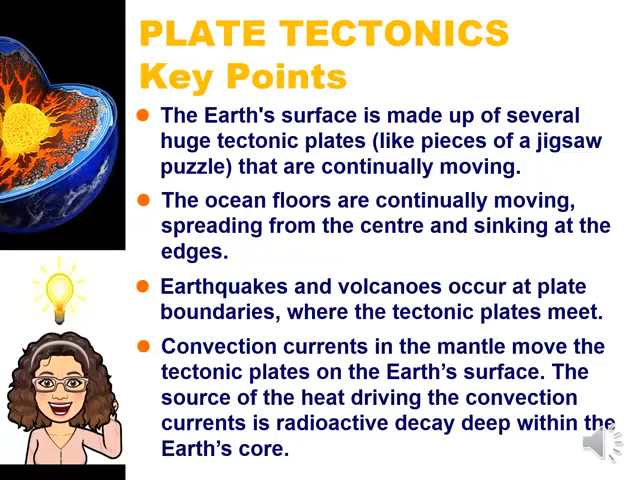 PLATE TECTONICS
Key Points
The Earth's surface is made up of several
huge tectonic plates (like pieces of a jigsaw
puzzle) that are continually moving.
The ocean floors are continually moving,
spreading from the centre and sinking at the
edges.
Earthquakes and volcanoes occur at plate
boundaries, where the tectonic plates meet.
Convection currents in the mantle move the
tectonic plates on the Earth’s surface. The
source of the heat driving the convection
currents is radioactive decay deep within the
Earth’s core.